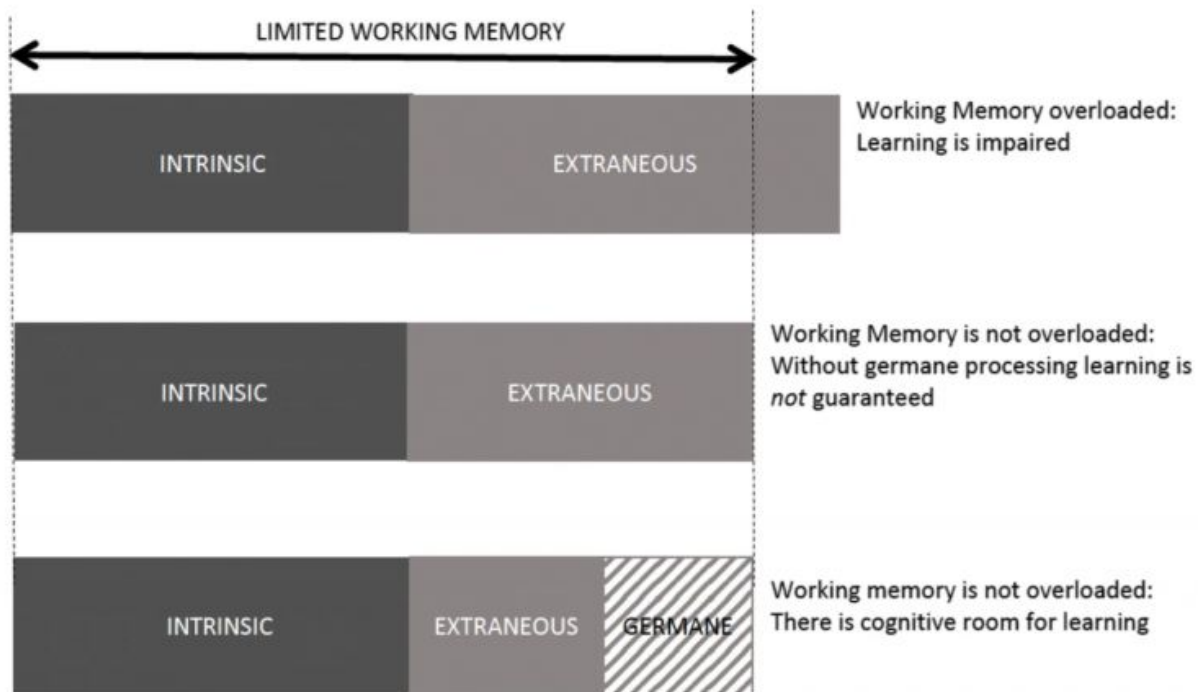 LIMITED WORKING MEMORY
INTRINSIC
EXTRANEOUS
Working Memory overloaded:
Learning is impaired
INTRINSIC
EXTRANEOUS
Working Memory is not overloaded:
Without germane processing learning is
not guaranteed
INTRINSIC
EXTRANEOUS
GERMANE
Working memory is not overloaded:
There is cognitive room for learning